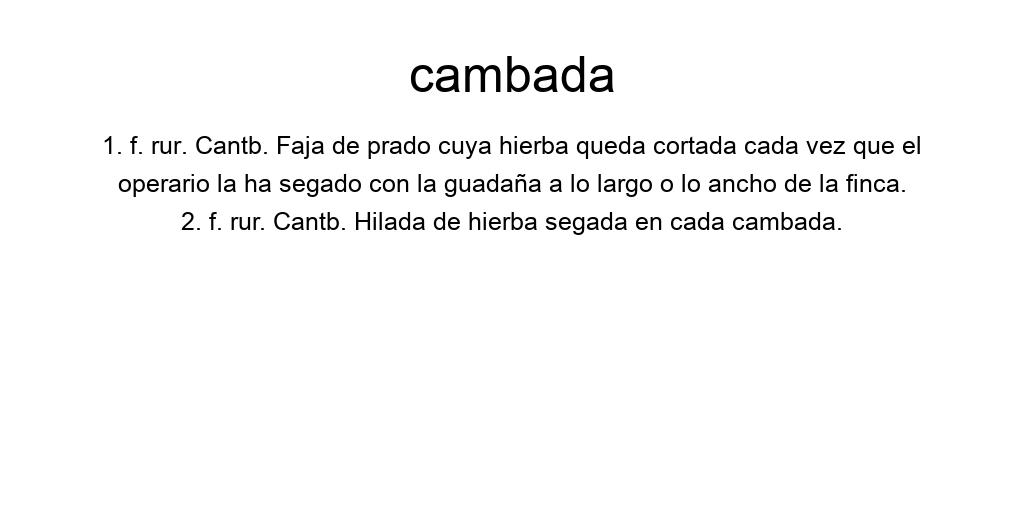 cambada
1. f. rur. Cantb. Faja de prado cuya hierba queda cortada cada vez que el
operario la ha segado con la guadaña a lo largo o lo ancho de la finca.
2. f. rur. Cantb. Hilada de hierba segada en cada cambada.